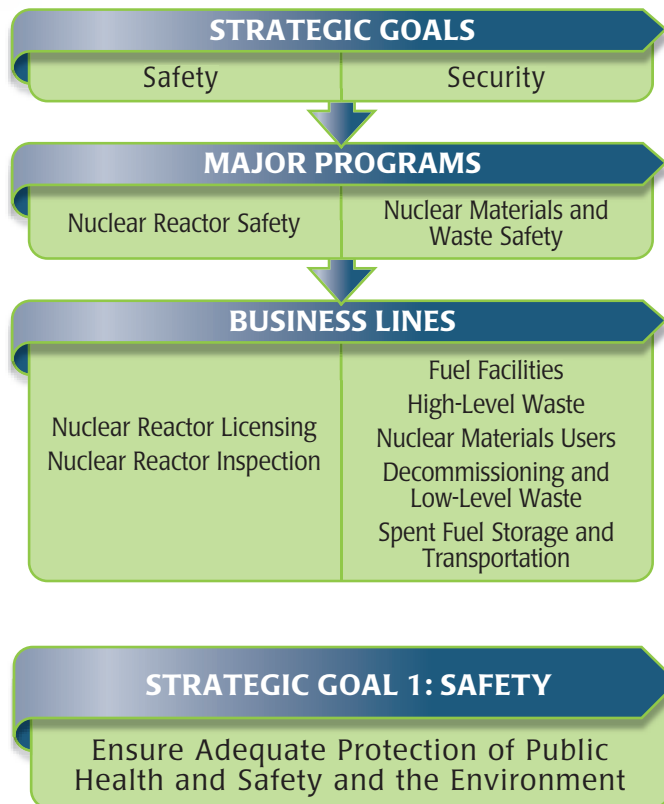 STRATEGIC GOALS
Safety
Security
MAJOR PROGRAMS
Nuclear Reactor Safety
Nuclear Materials and
Waste Safety
BUSINESS LINES
Nuclear Reactor Licensing
Nuclear Reactor Inspection
Fuel Facilities
High-Level Waste
Nuclear Materials Users
Decommissioning and
Low-Level Waste
Spent Fuel Storage and
Transportation
STRATEGIC GOAL 1: SAFETY
Ensure Adequate Protection of Public
Health and Safety and the Environment